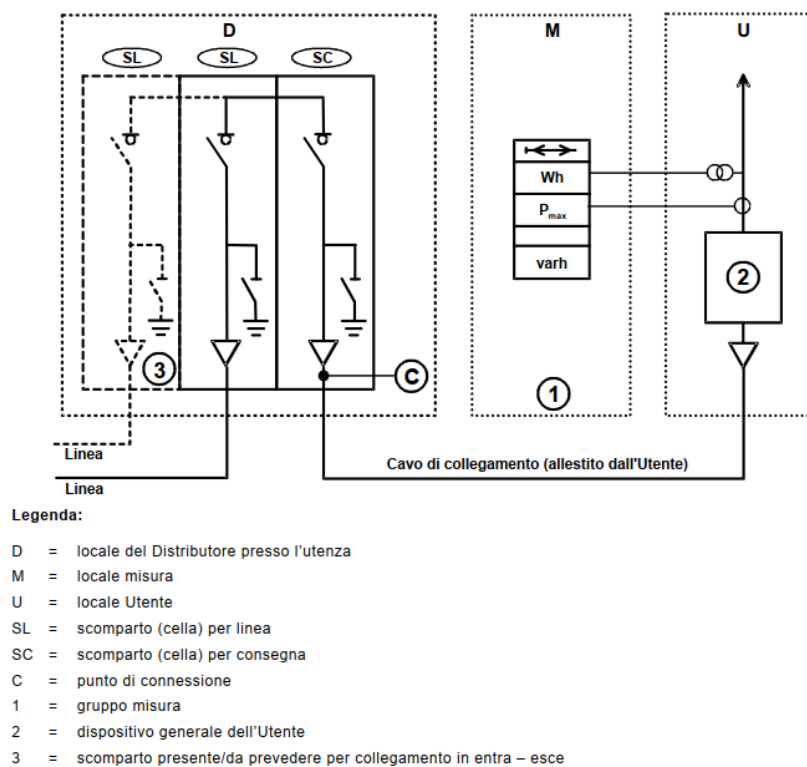 D
M
U
SL
SL
SC
Wh
P max
varh
2
3
C
1
Linea
Linea
Cavo di collegamento (allestito dall'Utente)
Legenda:
D = locale del Distributore presso l'utenza
M = locale misura
U = locale Utente
SL = scomparto (cella) per linea
SC = scomparto (cella) per consegna
C = punto di connessione
1 = gruppo misura
2 = dispositivo generale dell'Utente
3 = scomparto presente/da prevedere per collegamento in entra – esce